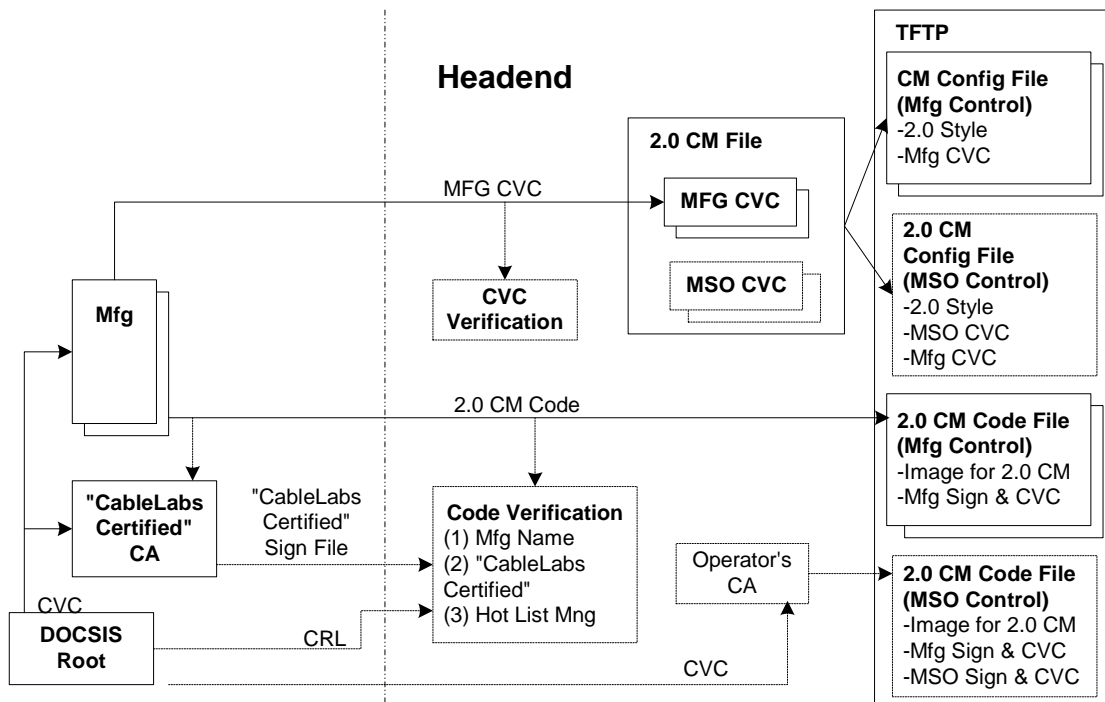 Headend
TFTP
CM Config File
(Mfg Control)
-2.0 Style
-Mfg CVC
2.0 CM File
MFG CVC
MFG CVC
MSO CVC
CVC
Verification
2.0 CM
Config File
(MSO Control)
-2.0 Style
-MSO CVC
-Mfg CVC
Mfg
2.0 CM Code
2.0 CM Code File
(Mfg Control)
-Image for 2.0 CM
-Mfg Sign & CVC
"CableLabs
Certified"
CA
"CableLabs
Certified"
Sign File
Code Verification
(1) Mfg Name
(2) "CableLabs
Certified"
(3) Hot List Mng
Operator's
CA
2.0 CM Code File
(MSO Control)
-Image for 2.0 CM
-Mfg Sign & CVC
-MSO Sign & CVC
CVC
DOCSIS
Root
CRL
CVC